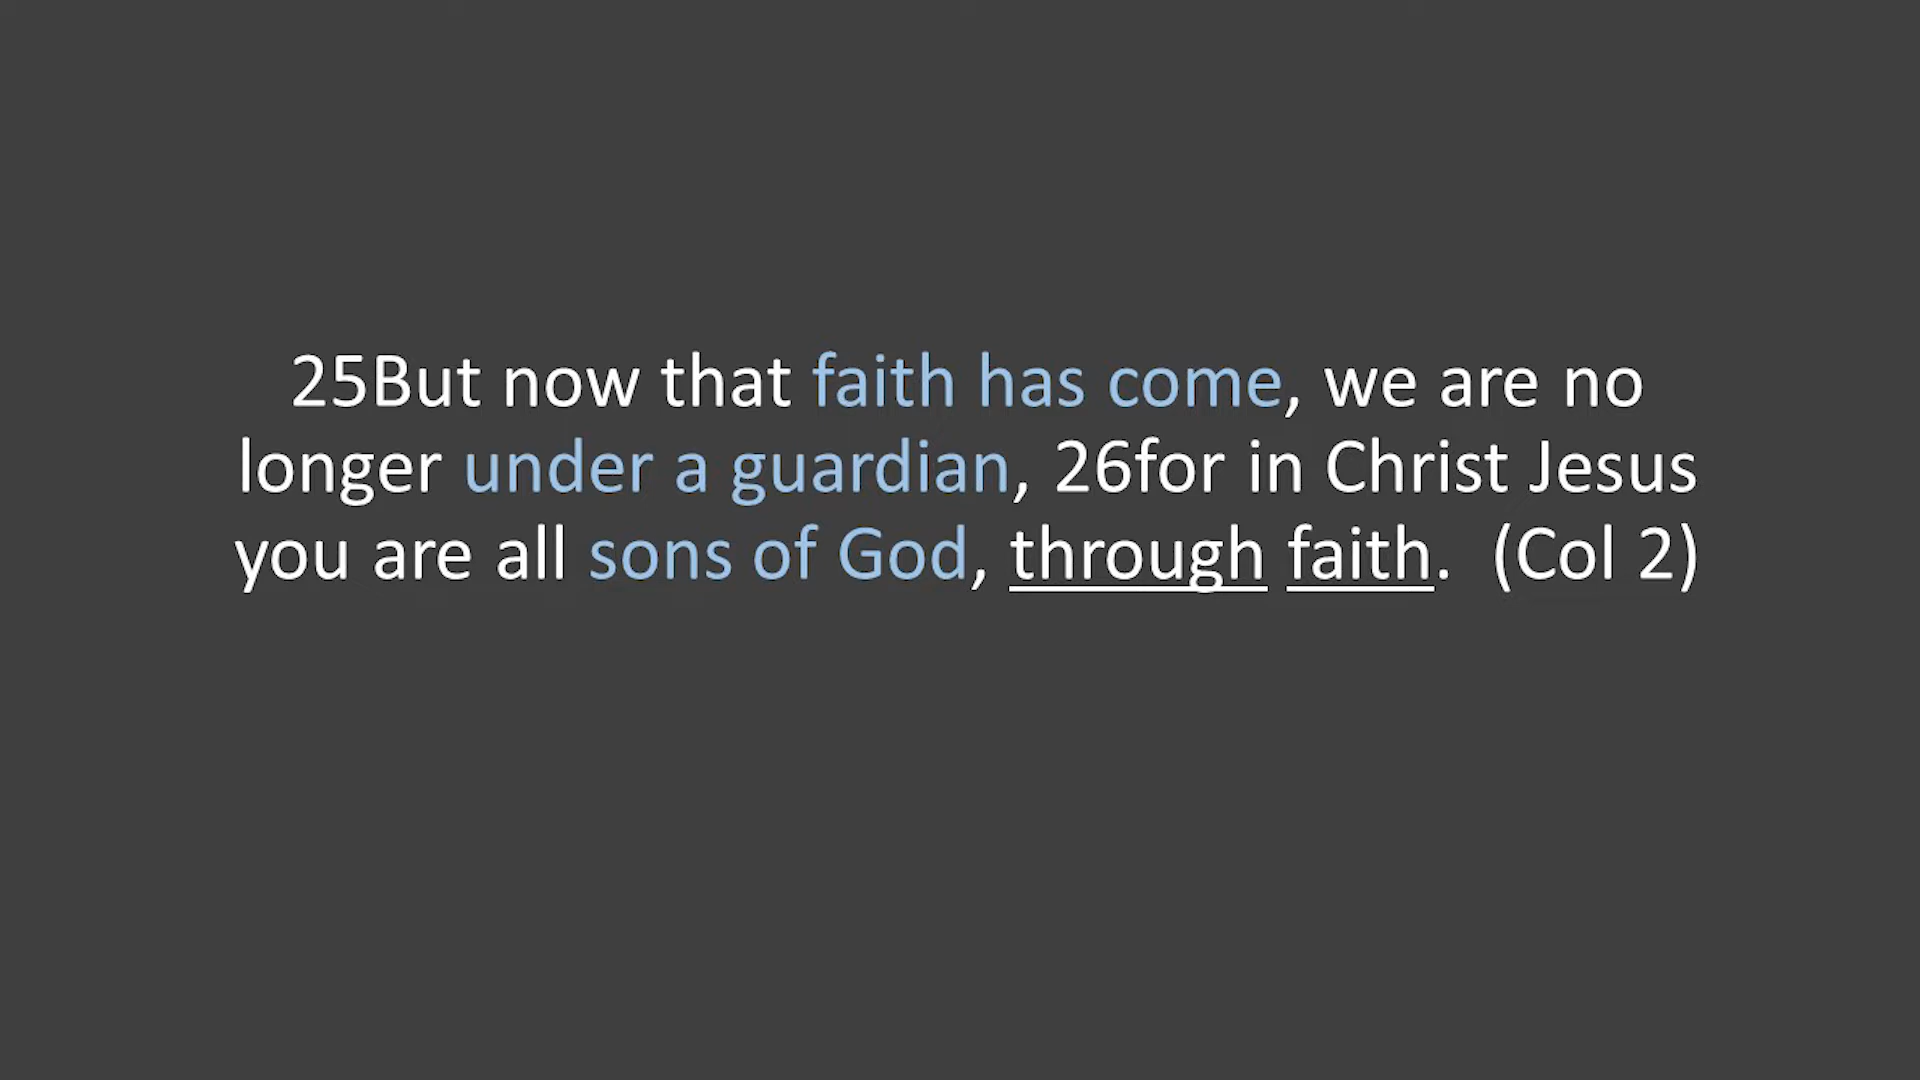 25But now that faith has come, we are no
longer under a guardian, 26for in Christ Jesus
you are all sons of God, through faith.  (Col 2)